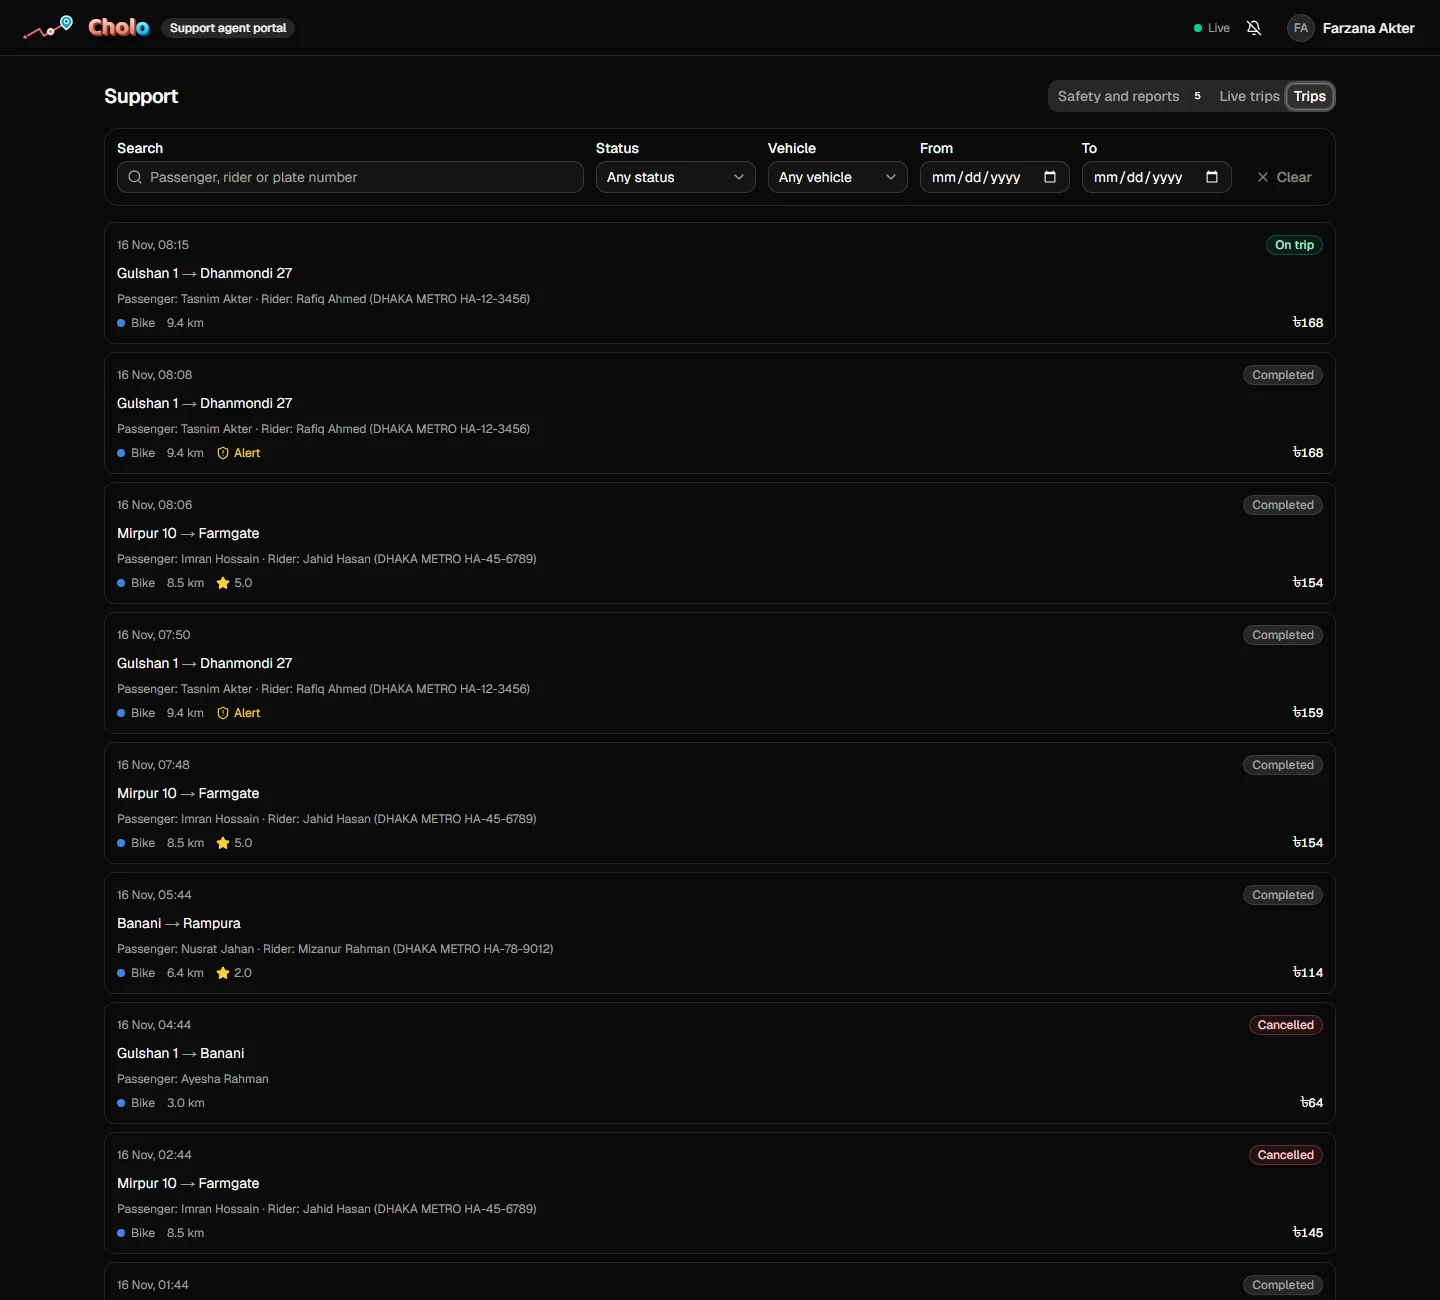 Cholo Support agent portal Live FA Farzana Akter
Support Safety and reports 5 Live trips Trips
Search Status Vehicle From To
Passenger, rider or plate number Any status Any vehicle mm/dd/yyyy mm/dd/yyyy Clear
16 Nov, 08:15 On trip
Gulshan 1 → Dhanmondi 27
Passenger: Tasnim Akter · Rider: Rafiq Ahmed (DHAKA METRO HA-12-3456)
Bike 9.4 km ৳168
16 Nov, 08:08 Completed
Gulshan 1 → Dhanmondi 27
Passenger: Tasnim Akter · Rider: Rafiq Ahmed (DHAKA METRO HA-12-3456)
Bike 9.4 km Alert ৳168
16 Nov, 08:06 Completed
Mirpur 10 → Farmgate
Passenger: Imran Hossain · Rider: Jahid Hasan (DHAKA METRO HA-45-6789)
Bike 8.5 km 5.0 ৳154
16 Nov, 07:50 Completed
Gulshan 1 → Dhanmondi 27
Passenger: Tasnim Akter · Rider: Rafiq Ahmed (DHAKA METRO HA-12-3456)
Bike 9.4 km Alert ৳159
16 Nov, 07:48 Completed
Mirpur 10 → Farmgate
Passenger: Imran Hossain · Rider: Jahid Hasan (DHAKA METRO HA-45-6789)
Bike 8.5 km 5.0 ৳154
16 Nov, 05:44 Completed
Banani → Rampura
Passenger: Nusrat Jahan · Rider: Mizanur Rahman (DHAKA METRO HA-78-9012)
Bike 6.4 km 2.0 ৳114
16 Nov, 04:44 Cancelled
Gulshan 1 → Banani
Passenger: Ayesha Rahman
Bike 3.0 km ৳64
16 Nov, 02:44 Cancelled
Mirpur 10 → Farmgate
Passenger: Imran Hossain · Rider: Jahid Hasan (DHAKA METRO HA-45-6789)
Bike 8.5 km ৳145
16 Nov, 01:44 Completed